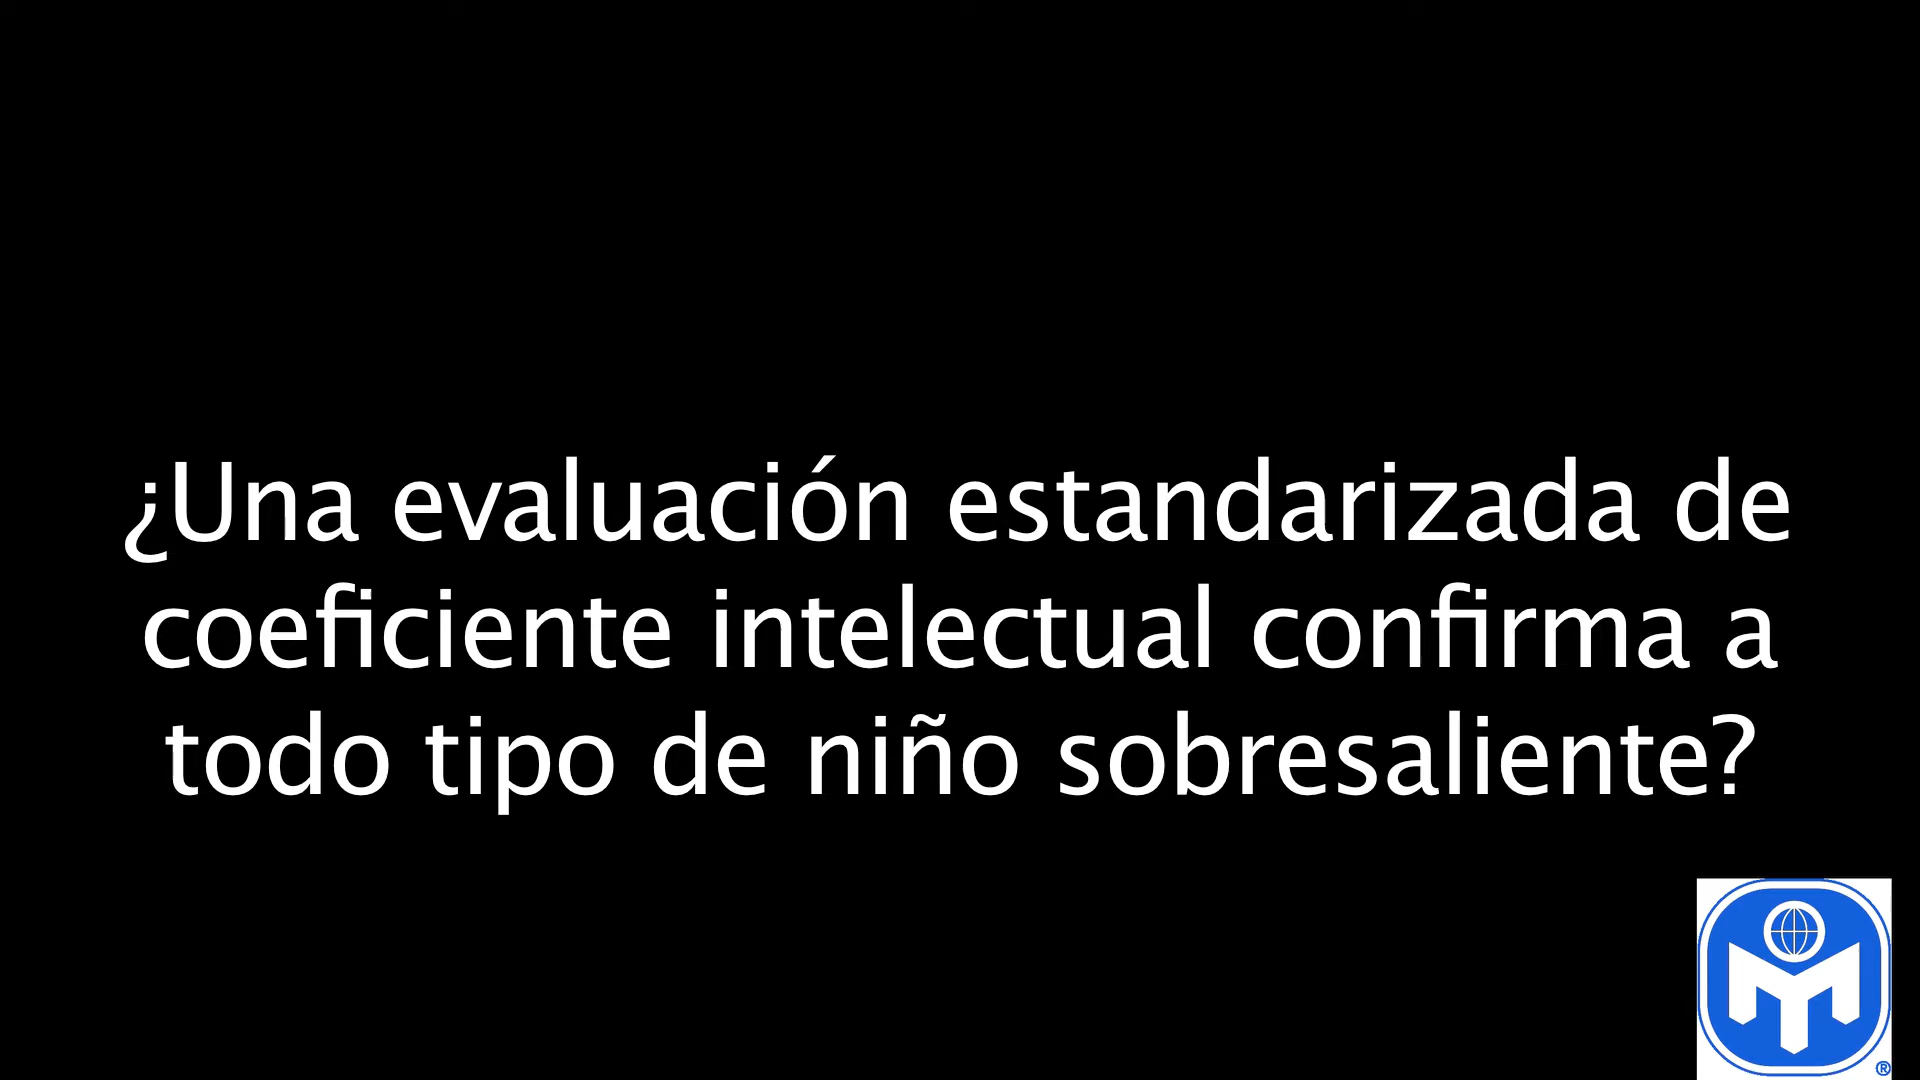 ¿Una evaluación estandarizada de
coeficiente intelectual confirma a
todo tipo de niño sobresaliente?
®